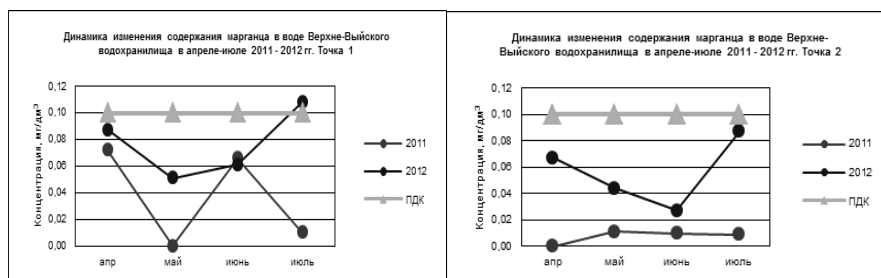 Динамика изменения содержания марганца в воде Верхне-Выйского
водохранилища в апреле-июле 2011 - 2012 гг. Точка 1
Концентрация, мг/дм³
0,12
0,10
0,08
0,06
0,04
0,02
0,00
апр май июнь июль
2011
2012
ПДК
Динамика изменения содержания марганца в воде Верхне-
Выйского водохранилища в апреле-июле 2011 - 2012 гг. Точка 2
Концентрация, мг/дм³
0,12
0,10
0,08
0,06
0,04
0,02
0,00
апр май июнь июль
2011
2012
ПДК